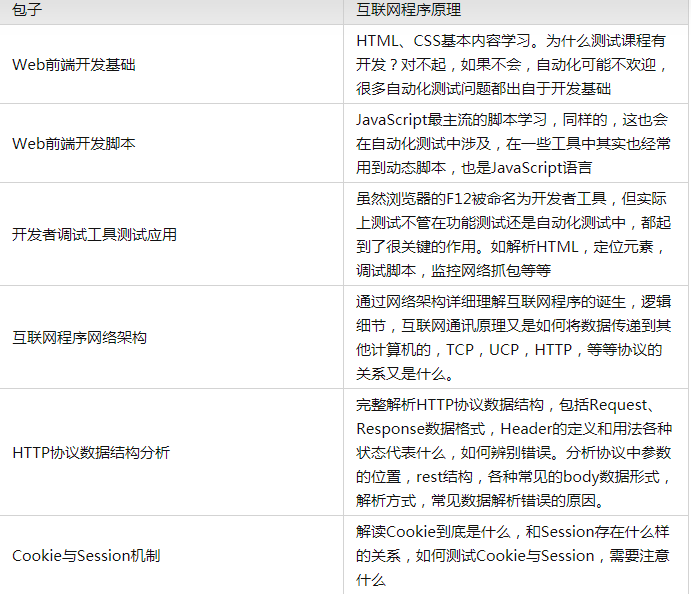 包子
互联网程序原理
Web前端开发基础
HTML、CSS基本内容学习。为什么测试课程有
开发？对不起，如果不会，自动化可能不欢迎，
很多自动化测试问题都出自于开发基础
Web前端开发脚本
JavaScript最主流的脚本学习，同样的，这也会
在自动化测试中涉及，在一些工具中其实也经常
用到动态脚本，也是JavaScript语言
开发者调试工具测试应用
虽然浏览器的F12被命名为开发者工具，但实际
上测试不管在功能测试还是自动化测试中，都起
到了很关键的作用。如解析HTML，定位元素，
调试脚本，监控网络抓包等等
互联网程序网络架构
通过网络架构详细理解互联网程序的诞生，逻辑
细节，互联网通讯原理又是如何将数据传递到其
他计算机的，TCP，UCP，HTTP，等等协议的
关系又是什么。
HTTP协议数据结构分析
完整解析HTTP协议数据结构，包括Request、
Response数据格式，Header的定义和用法各种
状态代表什么，如何辨别错误。分析协议中参数
的位置，rest结构，各种常见的body数据形式，
解析方式，常见数据解析错误的原因。
Cookie与Session机制
解读Cookie到底是什么，和Session存在什么样
的关系，如何测试Cookie与Session，需要注意
什么